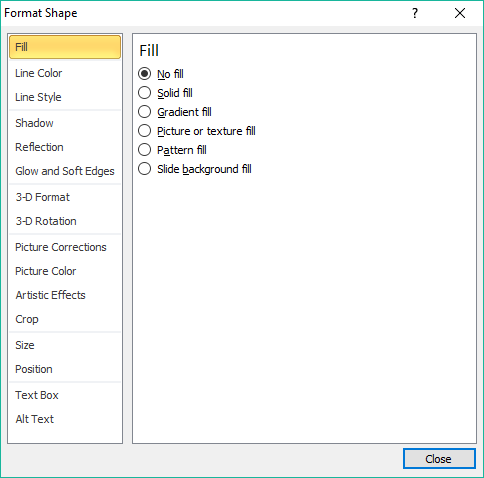 Format Shape
?
Fill
Line Color
Line Style
Shadow
Reflection
Glow and Soft Edges
3-D Format
3-D Rotation
Picture Corrections
Picture Color
Artistic Effects
Crop
Size
Position
Text Box
Alt Text
Fill
No fill
Solid fill
Gradient fill
Picture or texture fill
Pattern fill
Slide background fill
Close